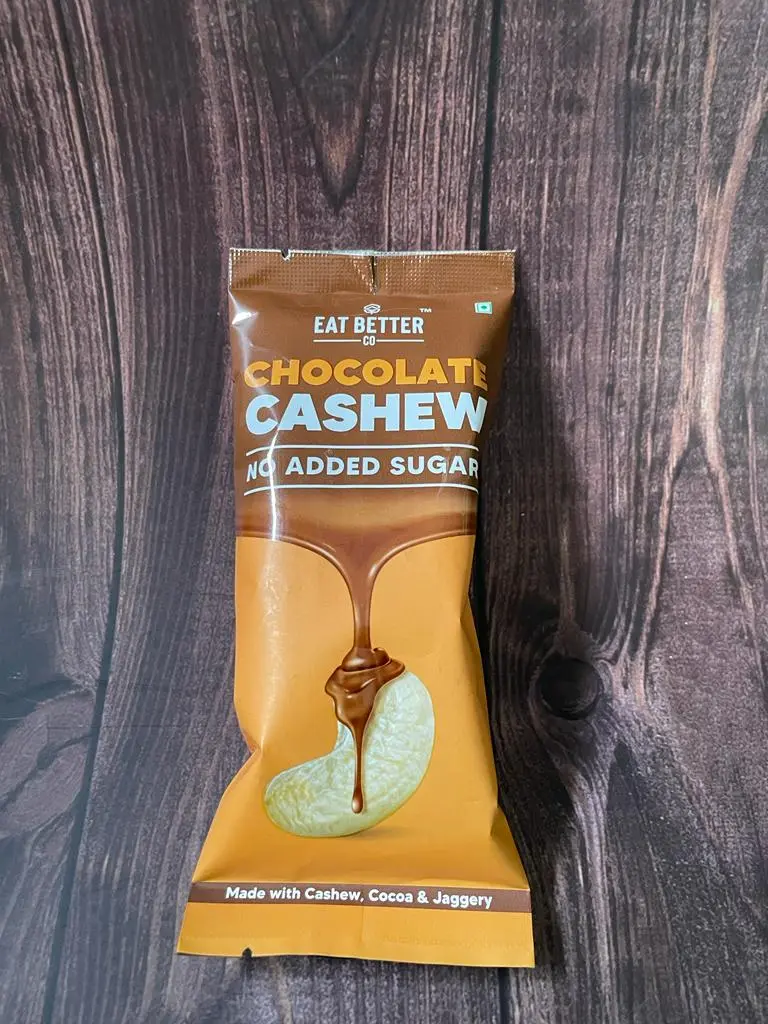 EAT BETTER ™
CO
CHOCOLATE
CASHEW
NO ADDED SUGAR
Made with Cashew, Cocoa & Jaggery